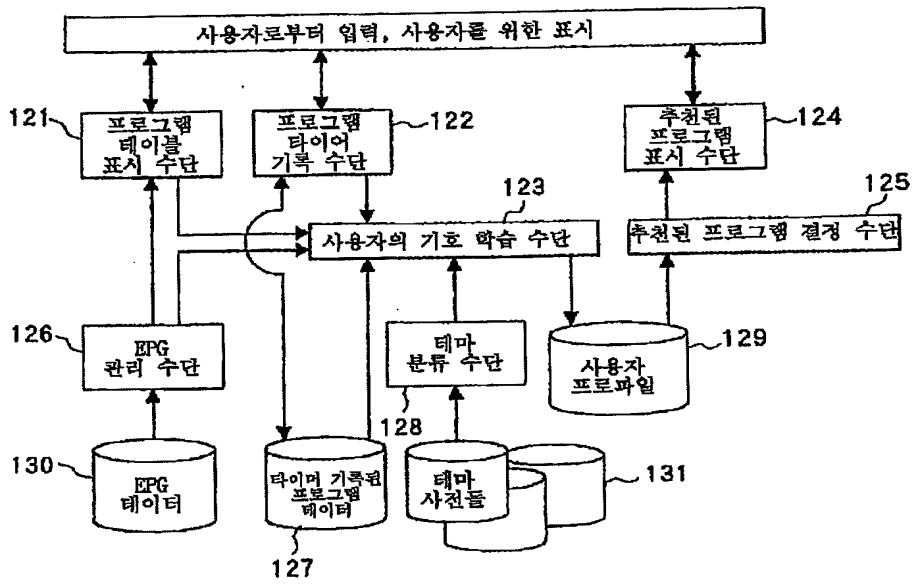 사용자로부터 입력, 사용자를 위한 표시
121
프로그램
테이블
표시 수단
프로그램
타이어
기록 수단
122
추천된
프로그램
표시 수단
124
123
사용자의 기호 학습 수단
125
추천된 프로그램 결정 수단
126
EPG
관리 수단
테마
분류 수단
128
사용자
프로파일
129
130
EPG
테이터
타이머 기록된
프로그램
테이터
127
테마
사전들
131